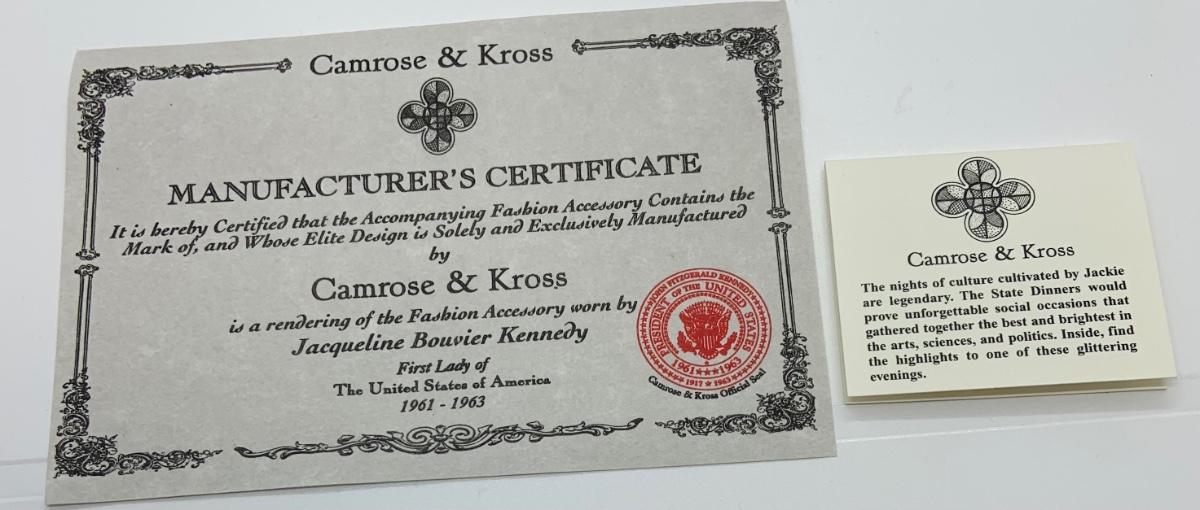 Camrose & Kross
MANUFACTURER'S CERTIFICATE
It is hereby Certified that the Accompanying Fashion Accessory Contains the
Mark of, and Whose Elite Design is Solely and Exclusively Manufactured
by
Camrose & Kross
is a rendering of the Fashion Accessory worn by
Jacqueline Bouvier Kennedy
First Lady of
The United States of America
1961 - 1963
JOHN FITZGERALD KENNEDY
PRESIDENT OF THE UNITED STATES
1961★★★1963
1917 ★ 1963
Camrose & Kross Official Seal
Camrose & Kross
The nights of culture cultivated by Jackie
are legendary. The State Dinners would
prove unforgettable social occasions that
gathered together the best and brightest in
the arts, sciences, and politics. Inside, find
the highlights to one of these glittering
evenings.